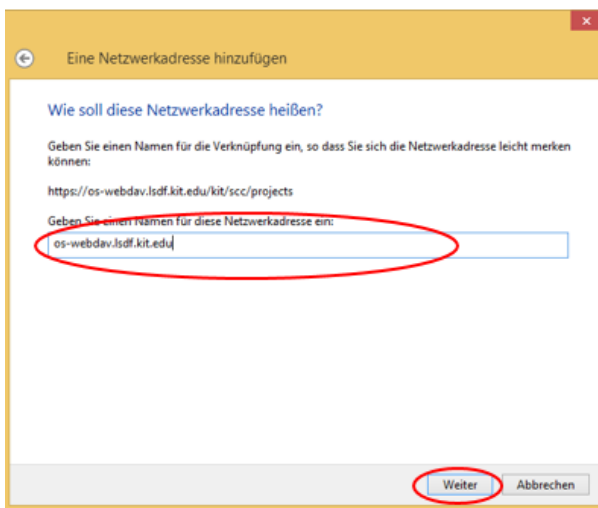 Eine Netzwerkadresse hinzufügen
Wie soll diese Netzwerkadresse heißen?
Geben Sie einen Namen für die Verknüpfung ein, so dass Sie sich die Netzwerkadresse leicht merken
können:
https://os-webdav.lsdf.kit.edu/kit/scc/projects
Geben Sie einen Namen für diese Netzwerkadresse ein:
os-webdav.lsdf.kit.edu
Weiter Abbrechen